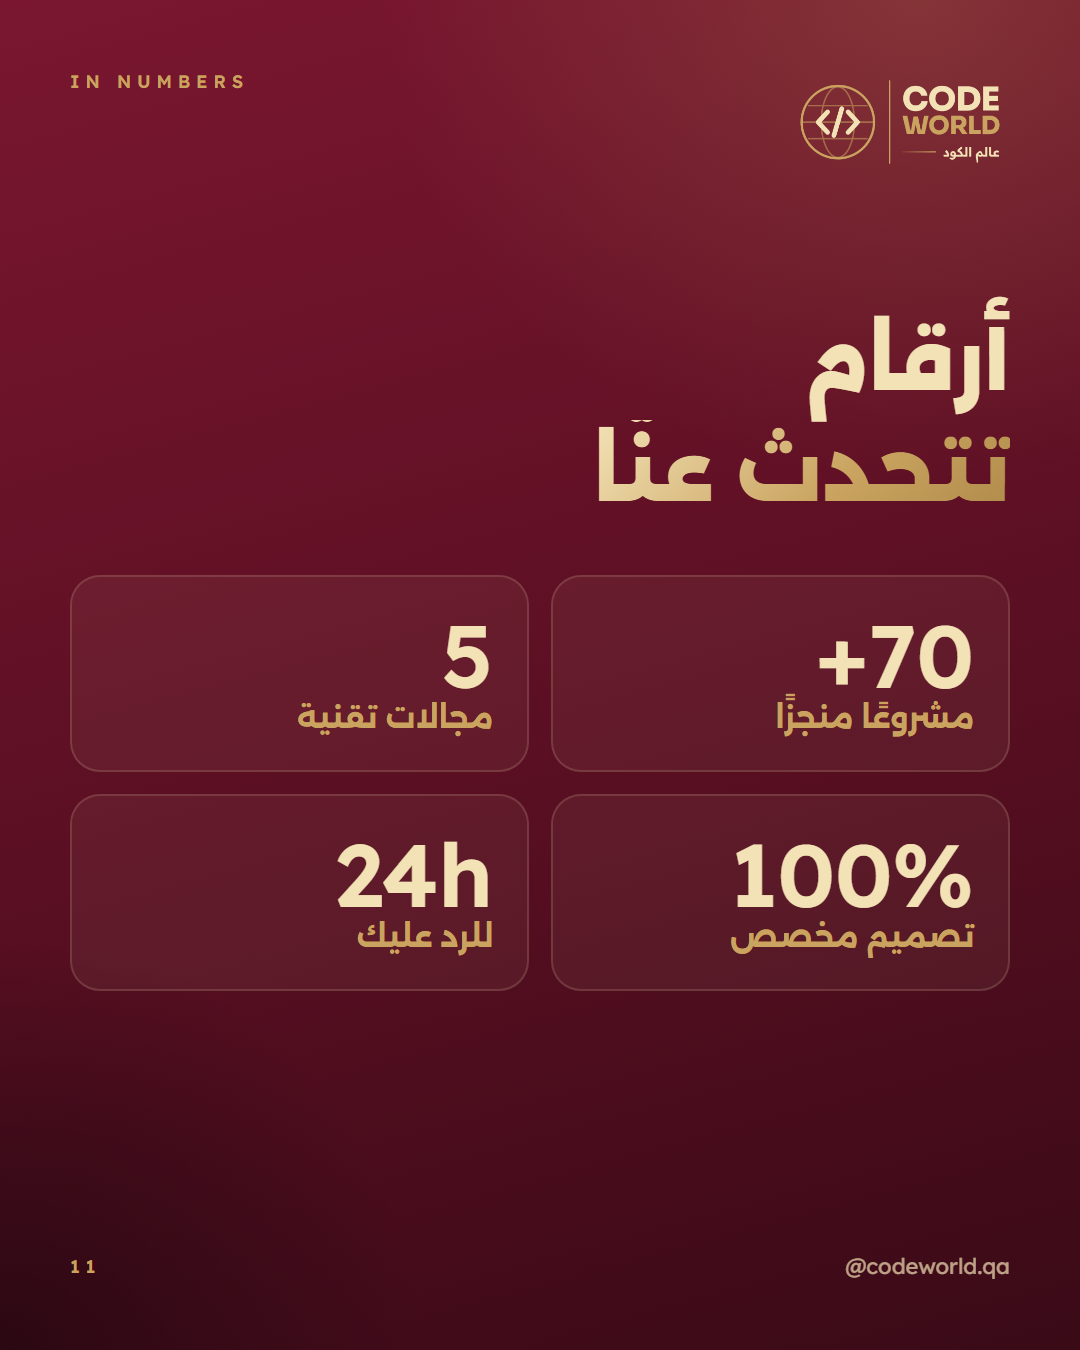 IN NUMBERS
CODE
WORLD
عالم الكود
أرقام
تتحدث عنّا
+70
مشروعًا منجزًا
5
مجالات تقنية
100%
تصميم مخصص
24h
للرد عليك
11
@codeworld.qa